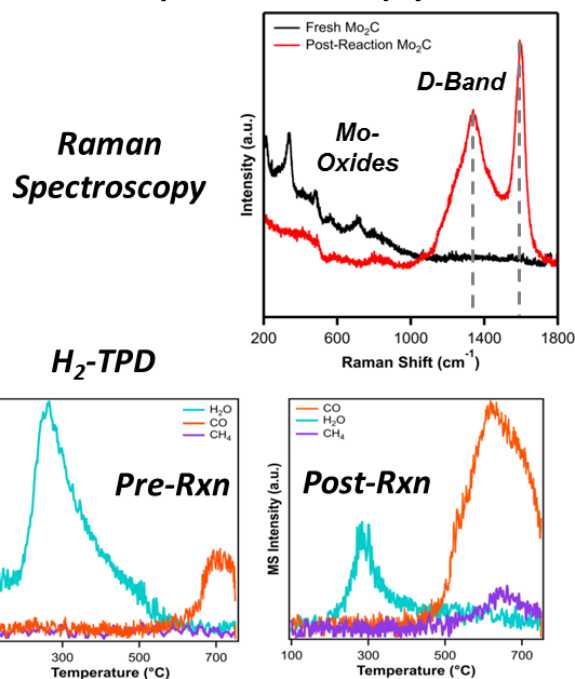 Fresh Mo₂C
Post-Reaction Mo₂C
D-Band
Mo-
Oxides
Raman
Spectroscopy
Intensity (a.u.)
200 600 1000 1400 1800
Raman Shift (cm⁻¹)
H₂-TPD
H₂O
CO
CH₄
Pre-Rxn
300 700
Temperature (°C)
CO
H₂O
CH₄
Post-Rxn
MS Intensity (a.u.)
100 300 500 700
Temperature (°C)